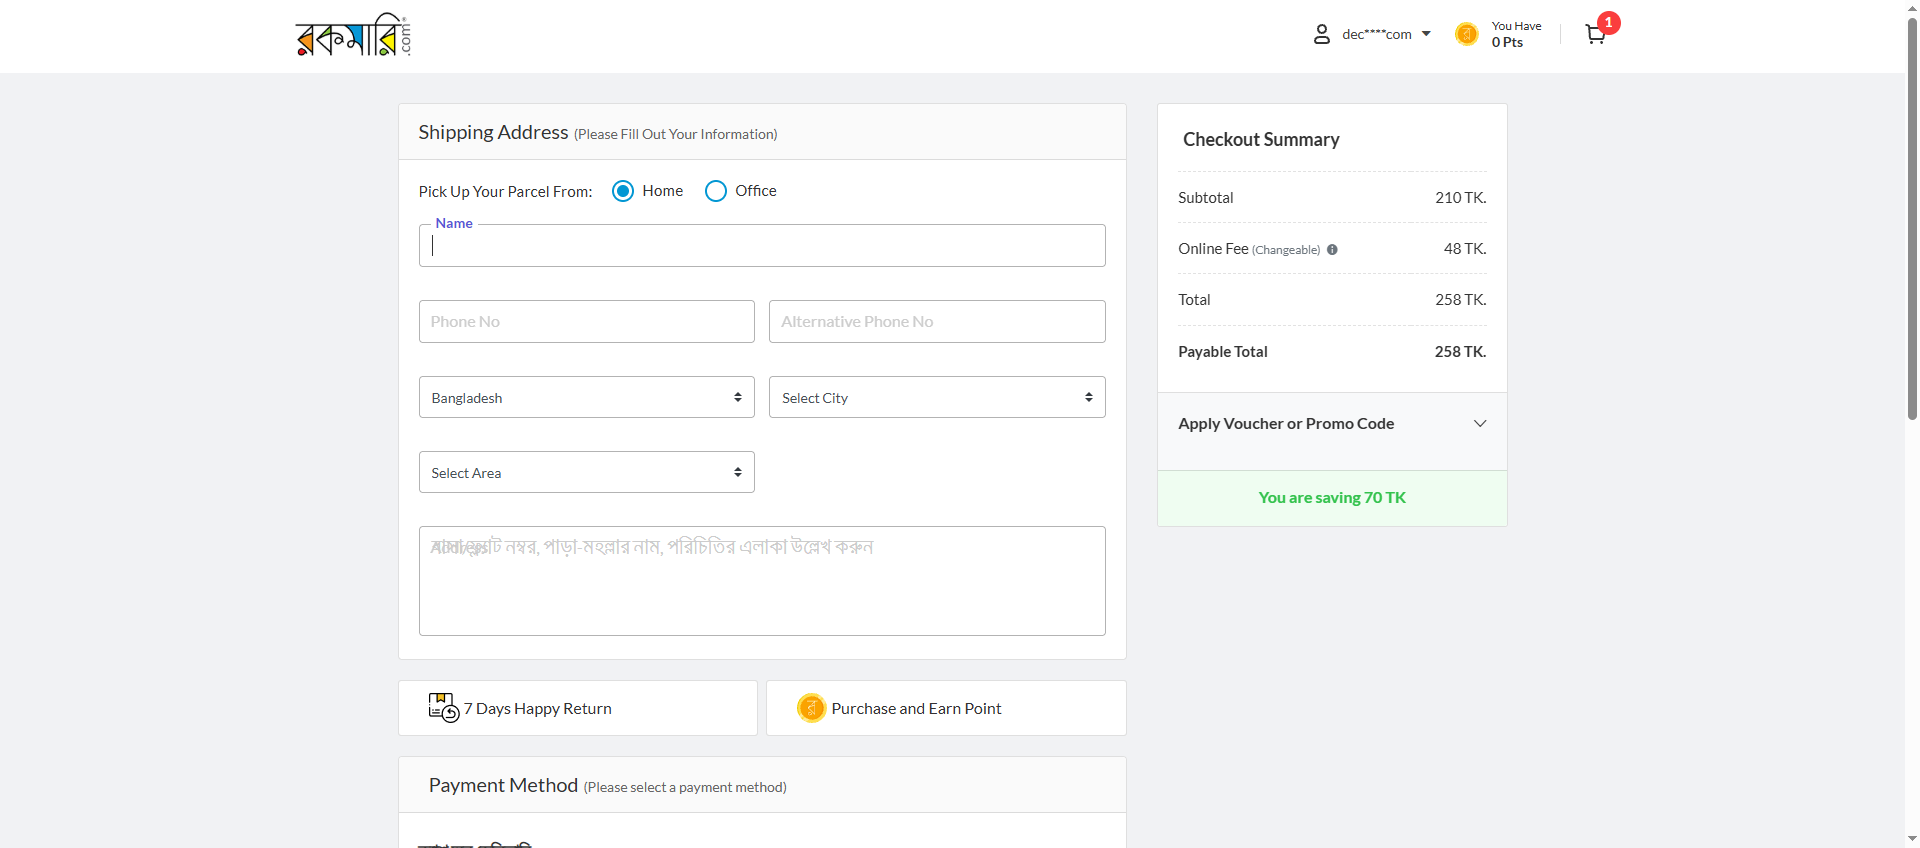 রকমারি.com
dec****com
You Have
0 Pts
1
Shipping Address (Please Fill Out Your Information)
Pick Up Your Parcel From: Home Office
Name
Phone No
Alternative Phone No
Bangladesh
Select City
Select Area
Address
নম্বর, পাড়া-মহল্লার নাম, পরিচিতির এলাকা উল্লেখ করুন
7 Days Happy Return
Purchase and Earn Point
Payment Method (Please select a payment method)
Checkout Summary
Subtotal 210 TK.
Online Fee (Changeable) 48 TK.
Total 258 TK.
Payable Total 258 TK.
Apply Voucher or Promo Code
You are saving 70 TK